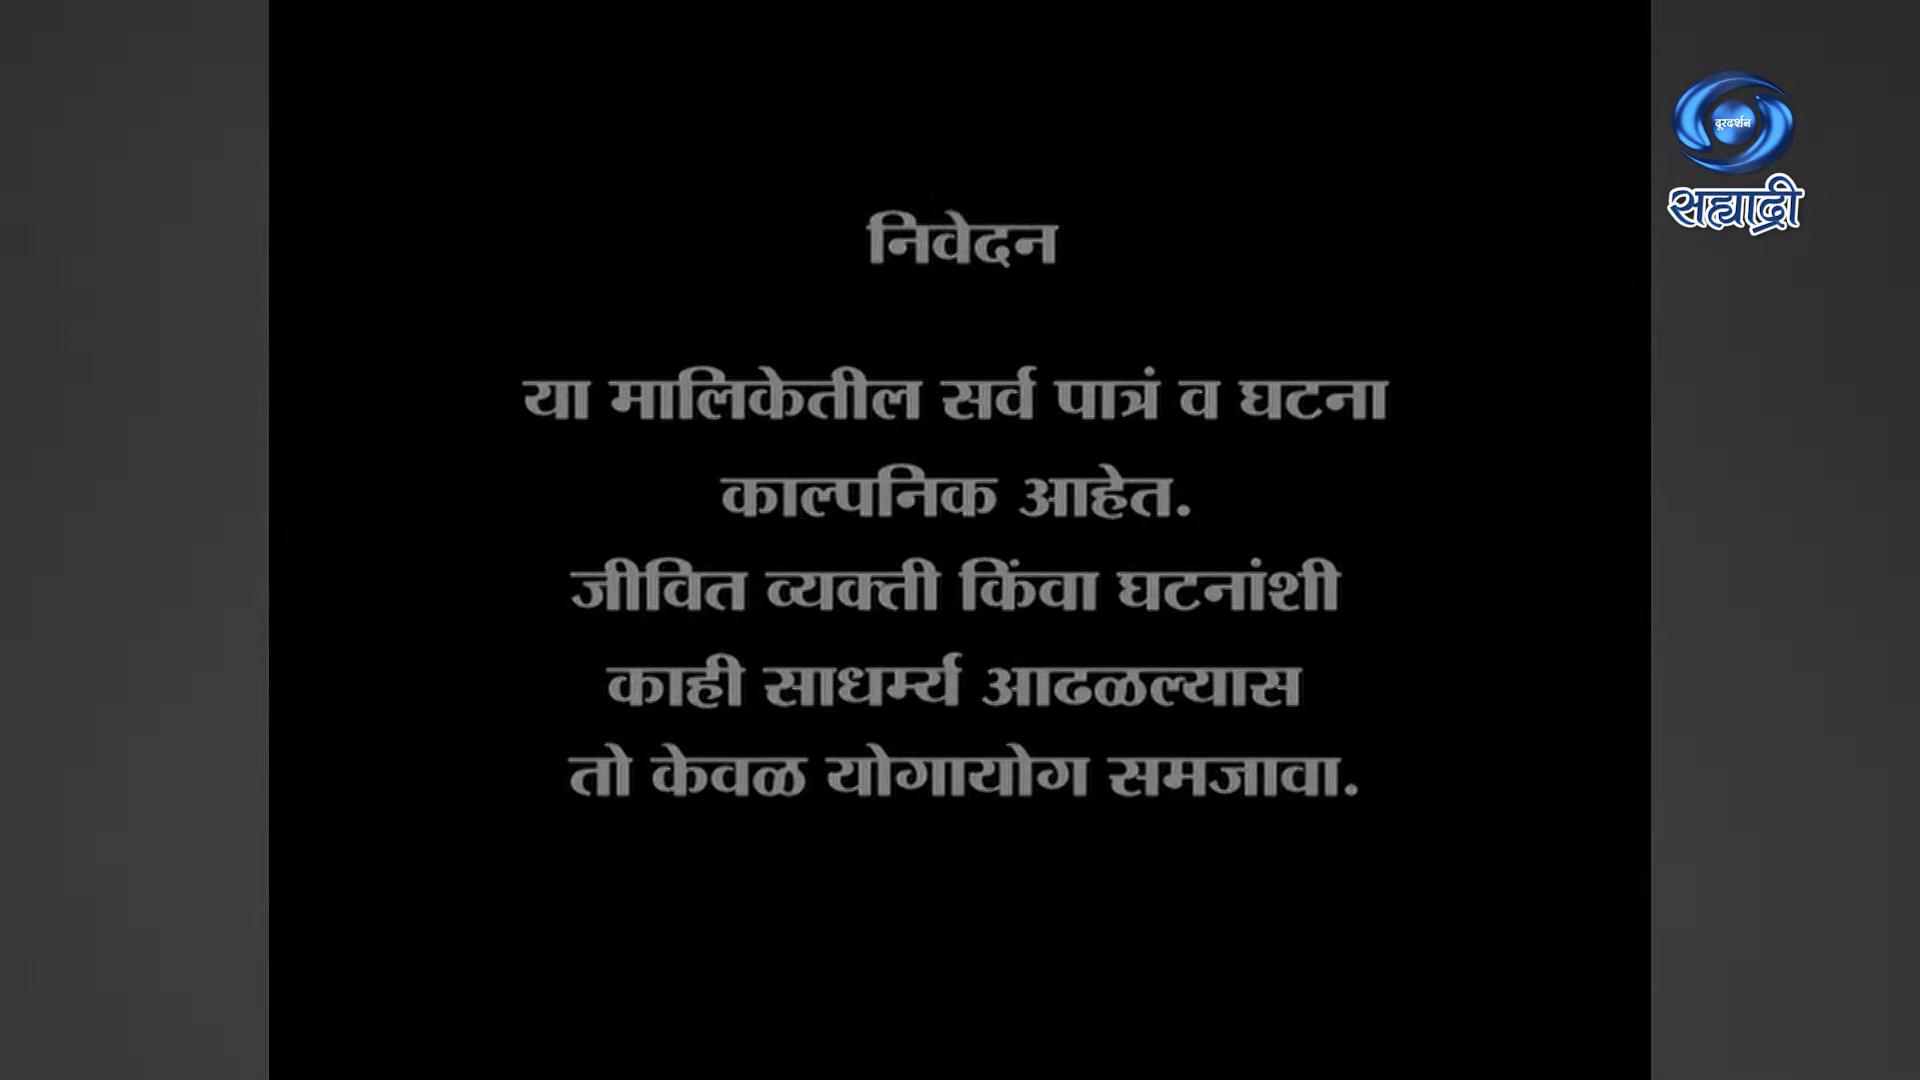 दूरदर्शन
सह्याद्री
निवेदन
या मालिकेतील सर्व पात्रं व घटना
काल्पनिक आहेत.
जीवित व्यक्ती किंवा घटनांशी
काही साधर्म्य आढळल्यास
तो केवळ योगायोग समजावा.